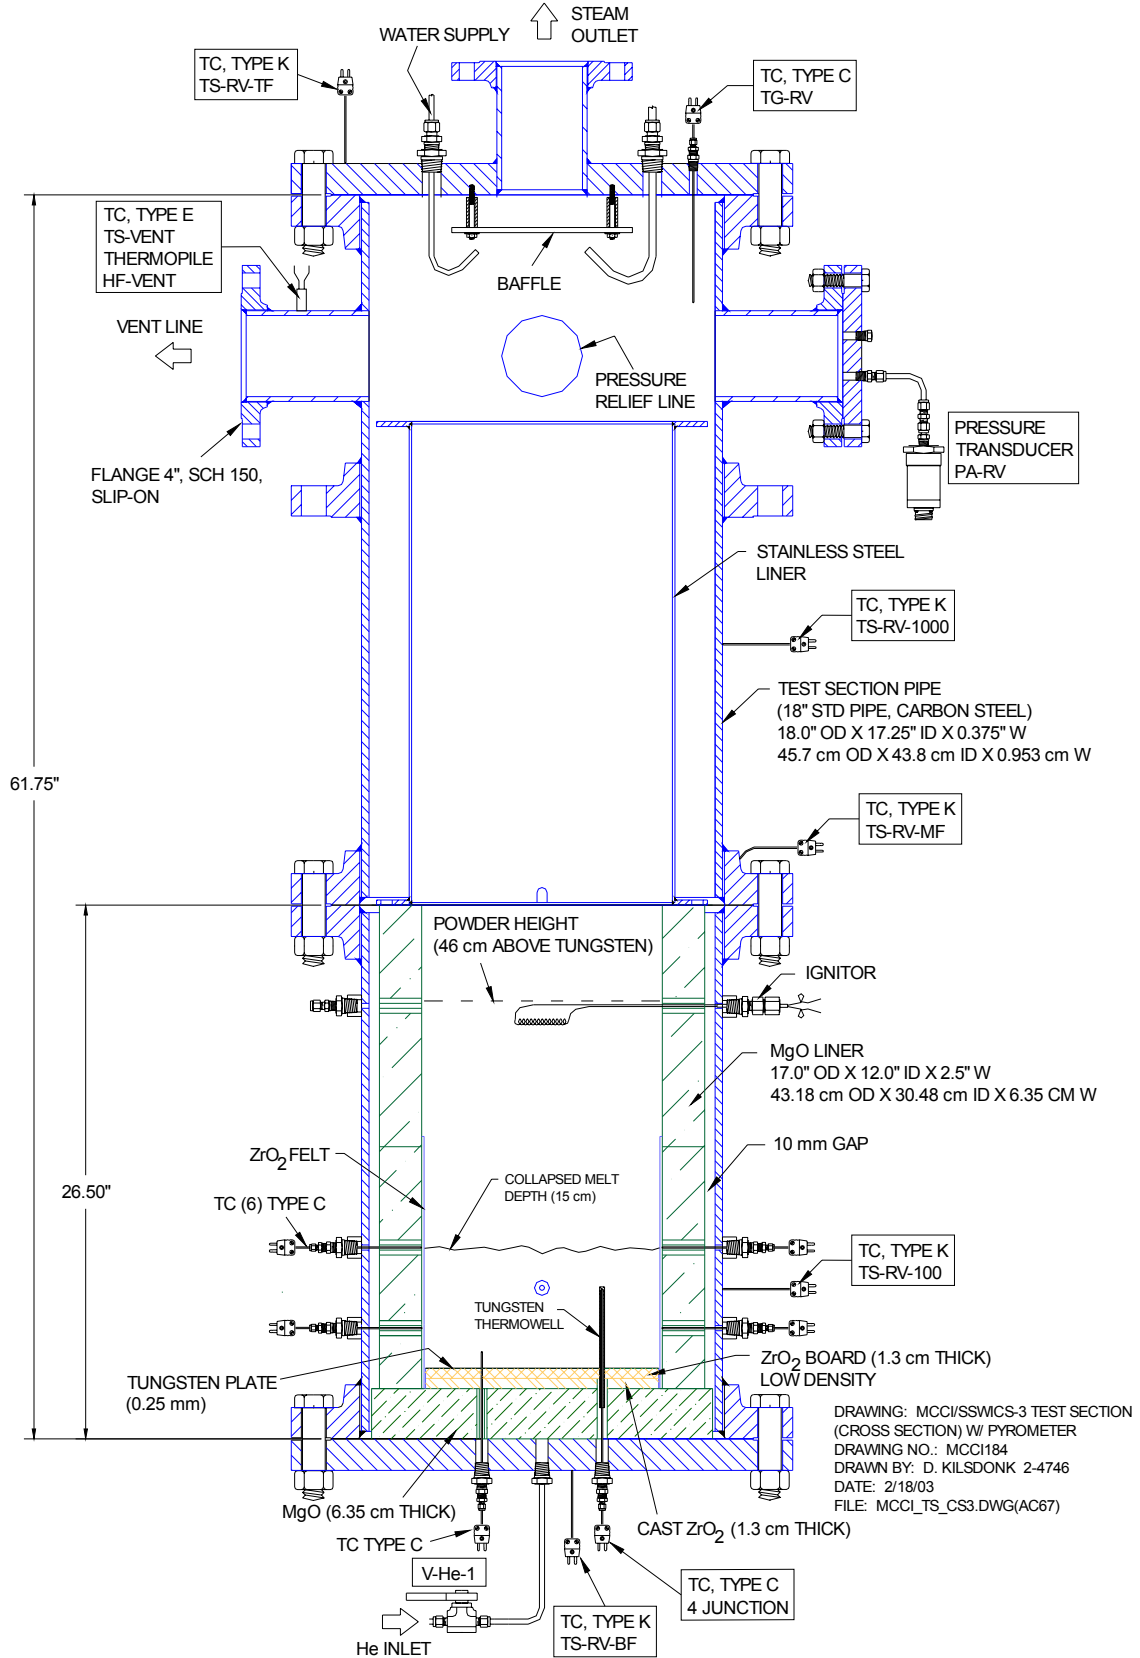 STEAM
OUTLET
WATER SUPPLY
TC, TYPE K
TS-RV-TF
TC, TYPE C
TG-RV
TC, TYPE E
TS-VENT
THERMOPILE
HF-VENT
BAFFLE
VENT LINE
PRESSURE
RELIEF LINE
PRESSURE
TRANSDUCER
PA-RV
FLANGE 4", SCH 150,
SLIP-ON
STAINLESS STEEL
LINER
TC, TYPE K
TS-RV-1000
TEST SECTION PIPE
(18" STD PIPE, CARBON STEEL)
18.0" OD X 17.25" ID X 0.375" W
45.7 cm OD X 43.8 cm ID X 0.953 cm W
61.75"
TC, TYPE K
TS-RV-MF
POWDER HEIGHT
(46 cm ABOVE TUNGSTEN)
IGNITOR
MgO LINER
17.0" OD X 12.0" ID X 2.5" W
43.18 cm OD X 30.48 cm ID X 6.35 CM W
10 mm GAP
ZrO2 FELT
COLLAPSED MELT
DEPTH (15 cm)
26.50"
TC (6) TYPE C
TC, TYPE K
TS-RV-100
TUNGSTEN
THERMOWELL
ZrO2 BOARD (1.3 cm THICK)
LOW DENSITY
TUNGSTEN PLATE
(0.25 mm)
DRAWING: MCCI/SSWICS-3 TEST SECTION
(CROSS SECTION) W/ PYROMETER
DRAWING NO.: MCCI184
DRAWN BY: D. KILSDONK 2-4746
DATE: 2/18/03
FILE: MCCI_TS_CS3.DWG(AC67)
MgO (6.35 cm THICK)
CAST ZrO2 (1.3 cm THICK)
TC TYPE C
V-He-1
TC, TYPE C
4 JUNCTION
TC, TYPE K
TS-RV-BF
He INLET